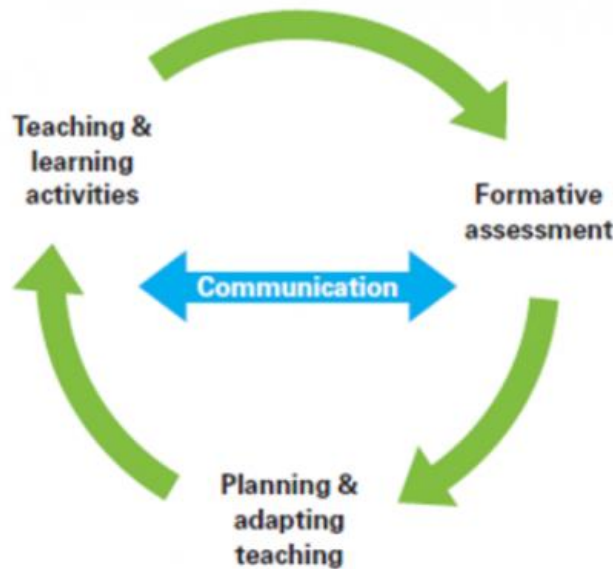 Teaching &
learning
activities
Formative
assessment
Communication
Planning &
adapting
teaching